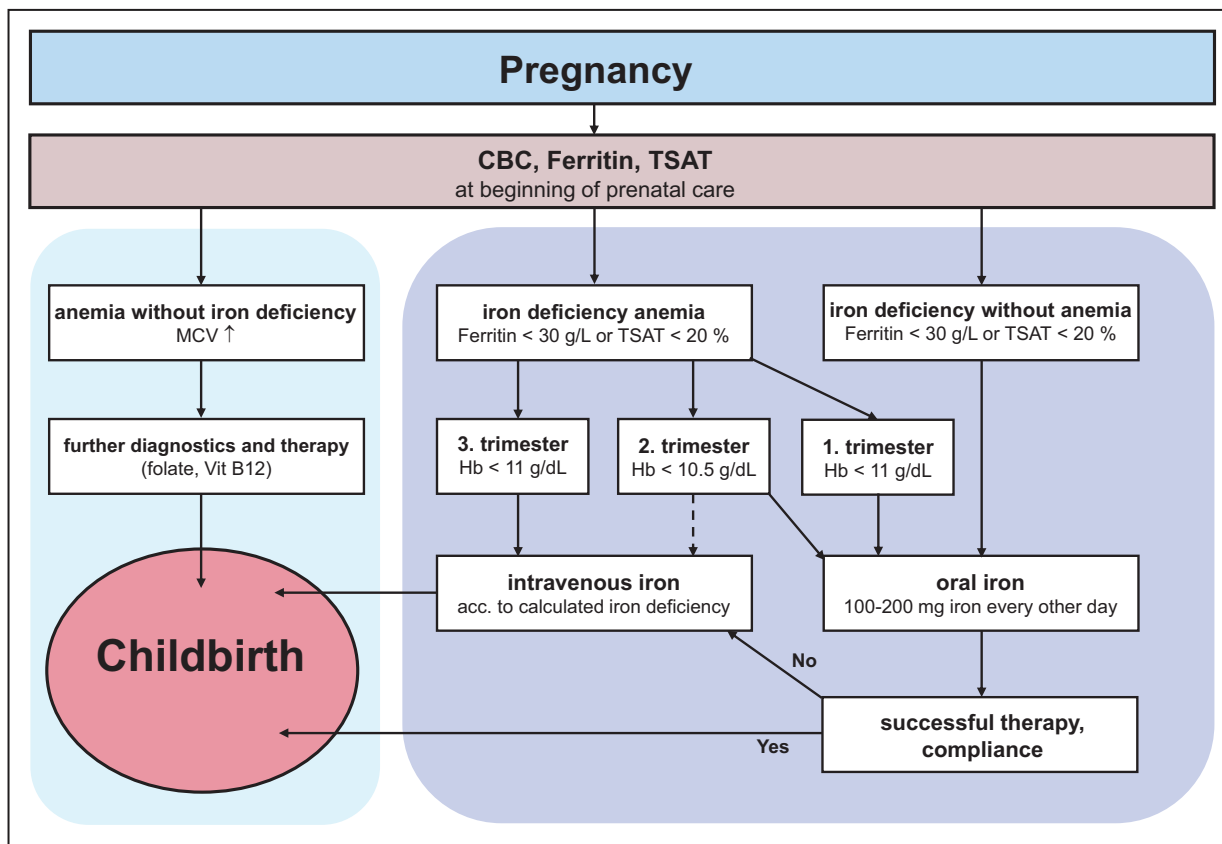 Pregnancy
CBC, Ferritin, TSAT
at beginning of prenatal care
anemia without iron deficiency
MCV ↑
iron deficiency anemia
Ferritin < 30 g/L or TSAT < 20 %
iron deficiency without anemia
Ferritin < 30 g/L or TSAT < 20 %
further diagnostics and therapy
(folate, Vit B12)
3. trimester
Hb < 11 g/dL
2. trimester
Hb < 10.5 g/dL
1. trimester
Hb < 11 g/dL
intravenous iron
acc. to calculated iron deficiency
oral iron
100-200 mg iron every other day
Childbirth
No
successful therapy,
compliance
Yes